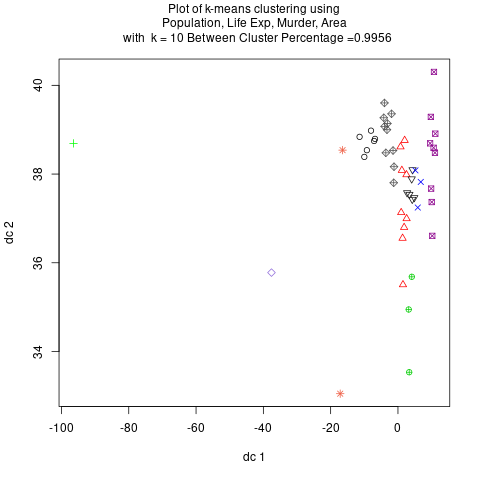 Plot of k-means clustering using
Population, Life Exp, Murder, Area
with k = 10 Between Cluster Percentage =0.9956
40
38
36
34
dc 2
-100
-80
-60
-40
-20
0
dc 1